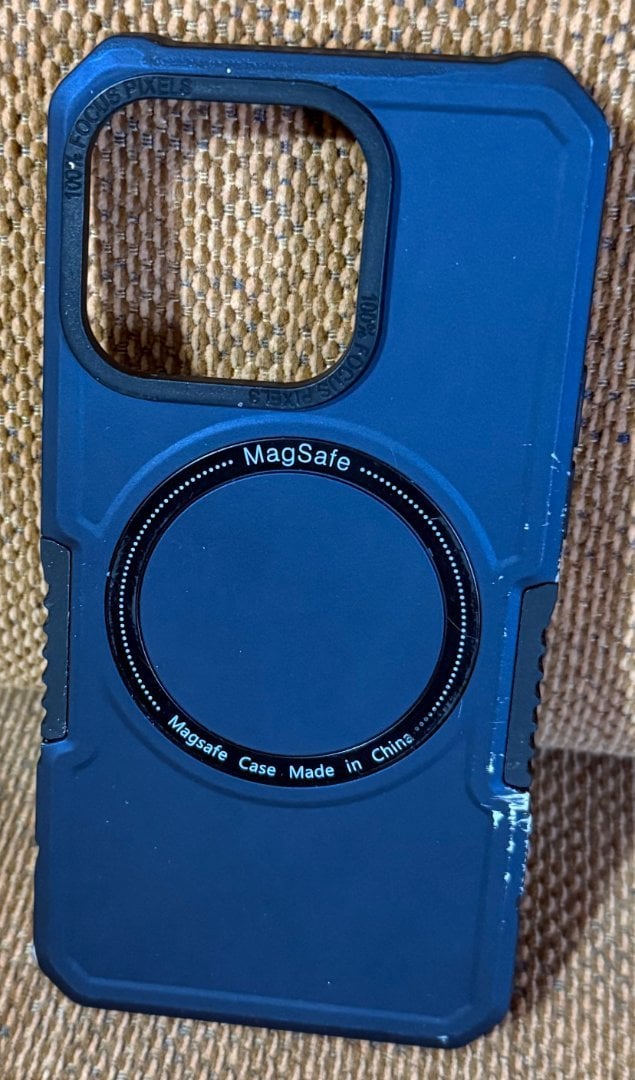 100% FOCUS PIXELS
100% FOCUS PIXELS
MagSafe
Magsafe Case Made in China